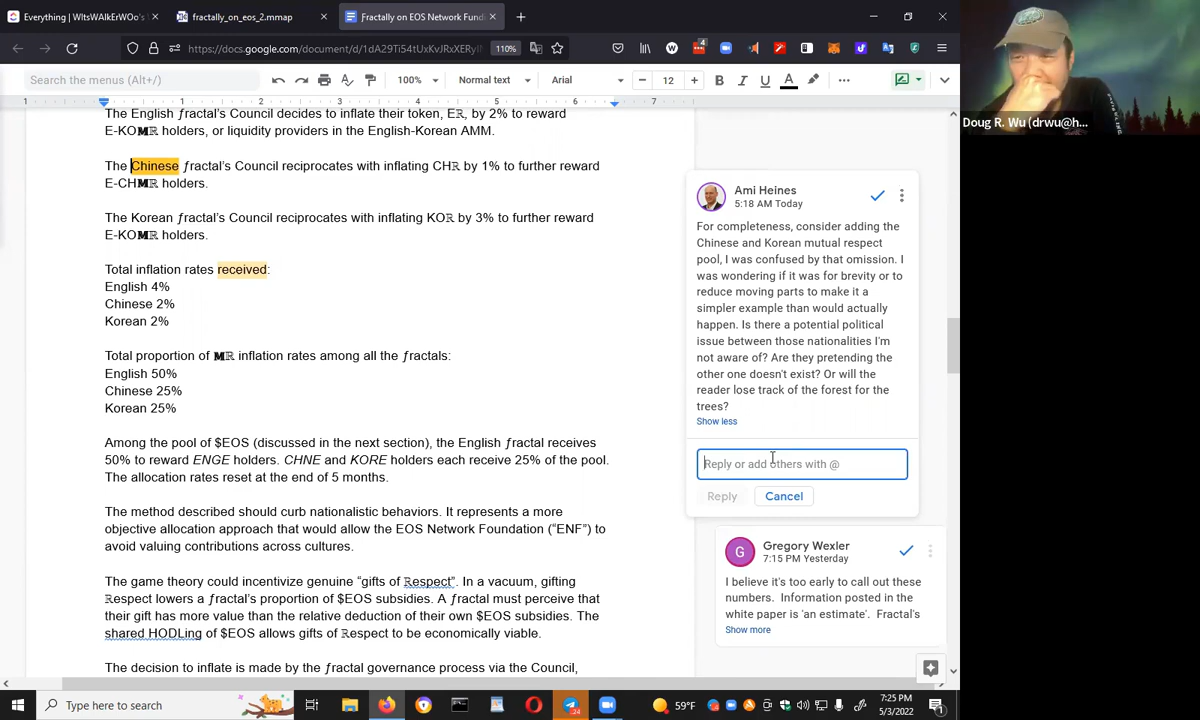 Everything | WItsWAlkErWOo's
fractally_on_eos_2.mmap
Fractally on EOS Network Fund
https://docs.google.com/document/d/1dA29Ti54tUxKvJRxXERyI
110%
4
Search the menus (Alt+/)
100%
Normal text
Arial
12
B I U A
1 1 2 3 4 5 6 7
The English ƒractal's Council decides to inflate their token, Eℝ, by 2% to reward
E-KO𝐌ℝ holders, or liquidity providers in the English-Korean AMM.
The Chinese ƒractal's Council reciprocates with inflating CHℝ by 1% to further reward
E-CH𝐌ℝ holders.
The Korean ƒractal's Council reciprocates with inflating KOℝ by 3% to further reward
E-KO𝐌ℝ holders.
Total inflation rates received:
English 4%
Chinese 2%
Korean 2%
Total proportion of 𝐌ℝ inflation rates among all the ƒractals:
English 50%
Chinese 25%
Korean 25%
Among the pool of $EOS (discussed in the next section), the English ƒractal receives
50% to reward ENGE holders. CHNE and KORE holders each receive 25% of the pool.
The allocation rates reset at the end of 5 months.
The method described should curb nationalistic behaviors. It represents a more
objective allocation approach that would allow the EOS Network Foundation ("ENF") to
avoid valuing contributions across cultures.
The game theory could incentivize genuine "gifts of ℝespect". In a vacuum, gifting
ℝespect lowers a ƒractal's proportion of $EOS subsidies. A ƒractal must perceive that
their gift has more value than the relative deduction of their own $EOS subsidies. The
shared HODLing of $EOS allows gifts of ℝespect to be economically viable.
The decision to inflate is made by the ƒractal governance process via the Council,
Ami Heines
5:18 AM Today
For completeness, consider adding the
Chinese and Korean mutual respect
pool, I was confused by that omission. I
was wondering if it was for brevity or to
reduce moving parts to make it a
simpler example than would actually
happen. Is there a potential political
issue between those nationalities I'm
not aware of? Are they pretending the
other one doesn't exist? Or will the
reader lose track of the forest for the
trees?
Show less
Reply or add others with @
Reply
Cancel
G
Gregory Wexler
7:15 PM Yesterday
I believe it's too early to call out these
numbers. Information posted in the
white paper is 'an estimate'. Fractal's
Show more
Doug R. Wu (drwu@h...
Type here to search
59°F
7:25 PM
5/3/2022